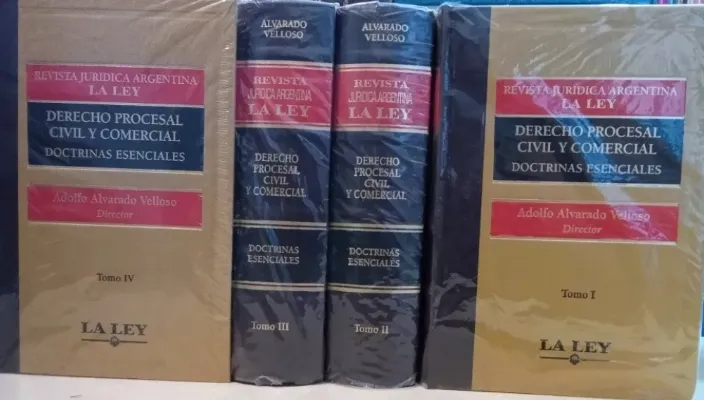 REVISTA JURIDICA ARGENTINA
LA LEY
DERECHO PROCESAL
CIVIL Y COMERCIAL
DOCTRINAS ESENCIALES
Adolfo Alvarado Velloso
Director
Tomo IV
LA LEY
ALVARADO
VELLOSO
REVISTA
JURIDICA ARGENTINA
LA LEY
DERECHO
PROCESAL
CIVIL
Y COMERCIAL
DOCTRINAS
ESENCIALES
Tomo III
ALVARADO
VELLOSO
REVISTA
JURIDICA ARGENTINA
LA LEY
DERECHO
PROCESAL
CIVIL
Y COMERCIAL
DOCTRINAS
ESENCIALES
Tomo II
REVISTA JURIDICA ARGENTINA
LA LEY
DERECHO PROCESAL
CIVIL Y COMERCIAL
DOCTRINAS ESENCIALES
Adolfo Alvarado Velloso
Director
Tomo I
LA LEY